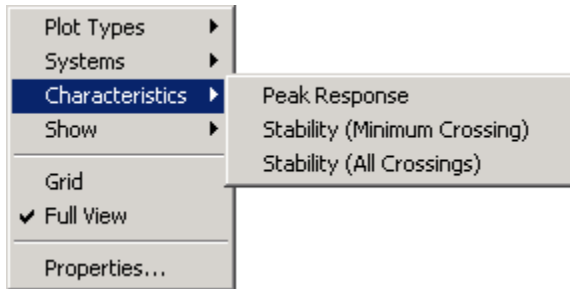 Plot Types
Systems
Characteristics
Show
Grid
Full View
Properties...
Peak Response
Stability (Minimum Crossing)
Stability (All Crossings)